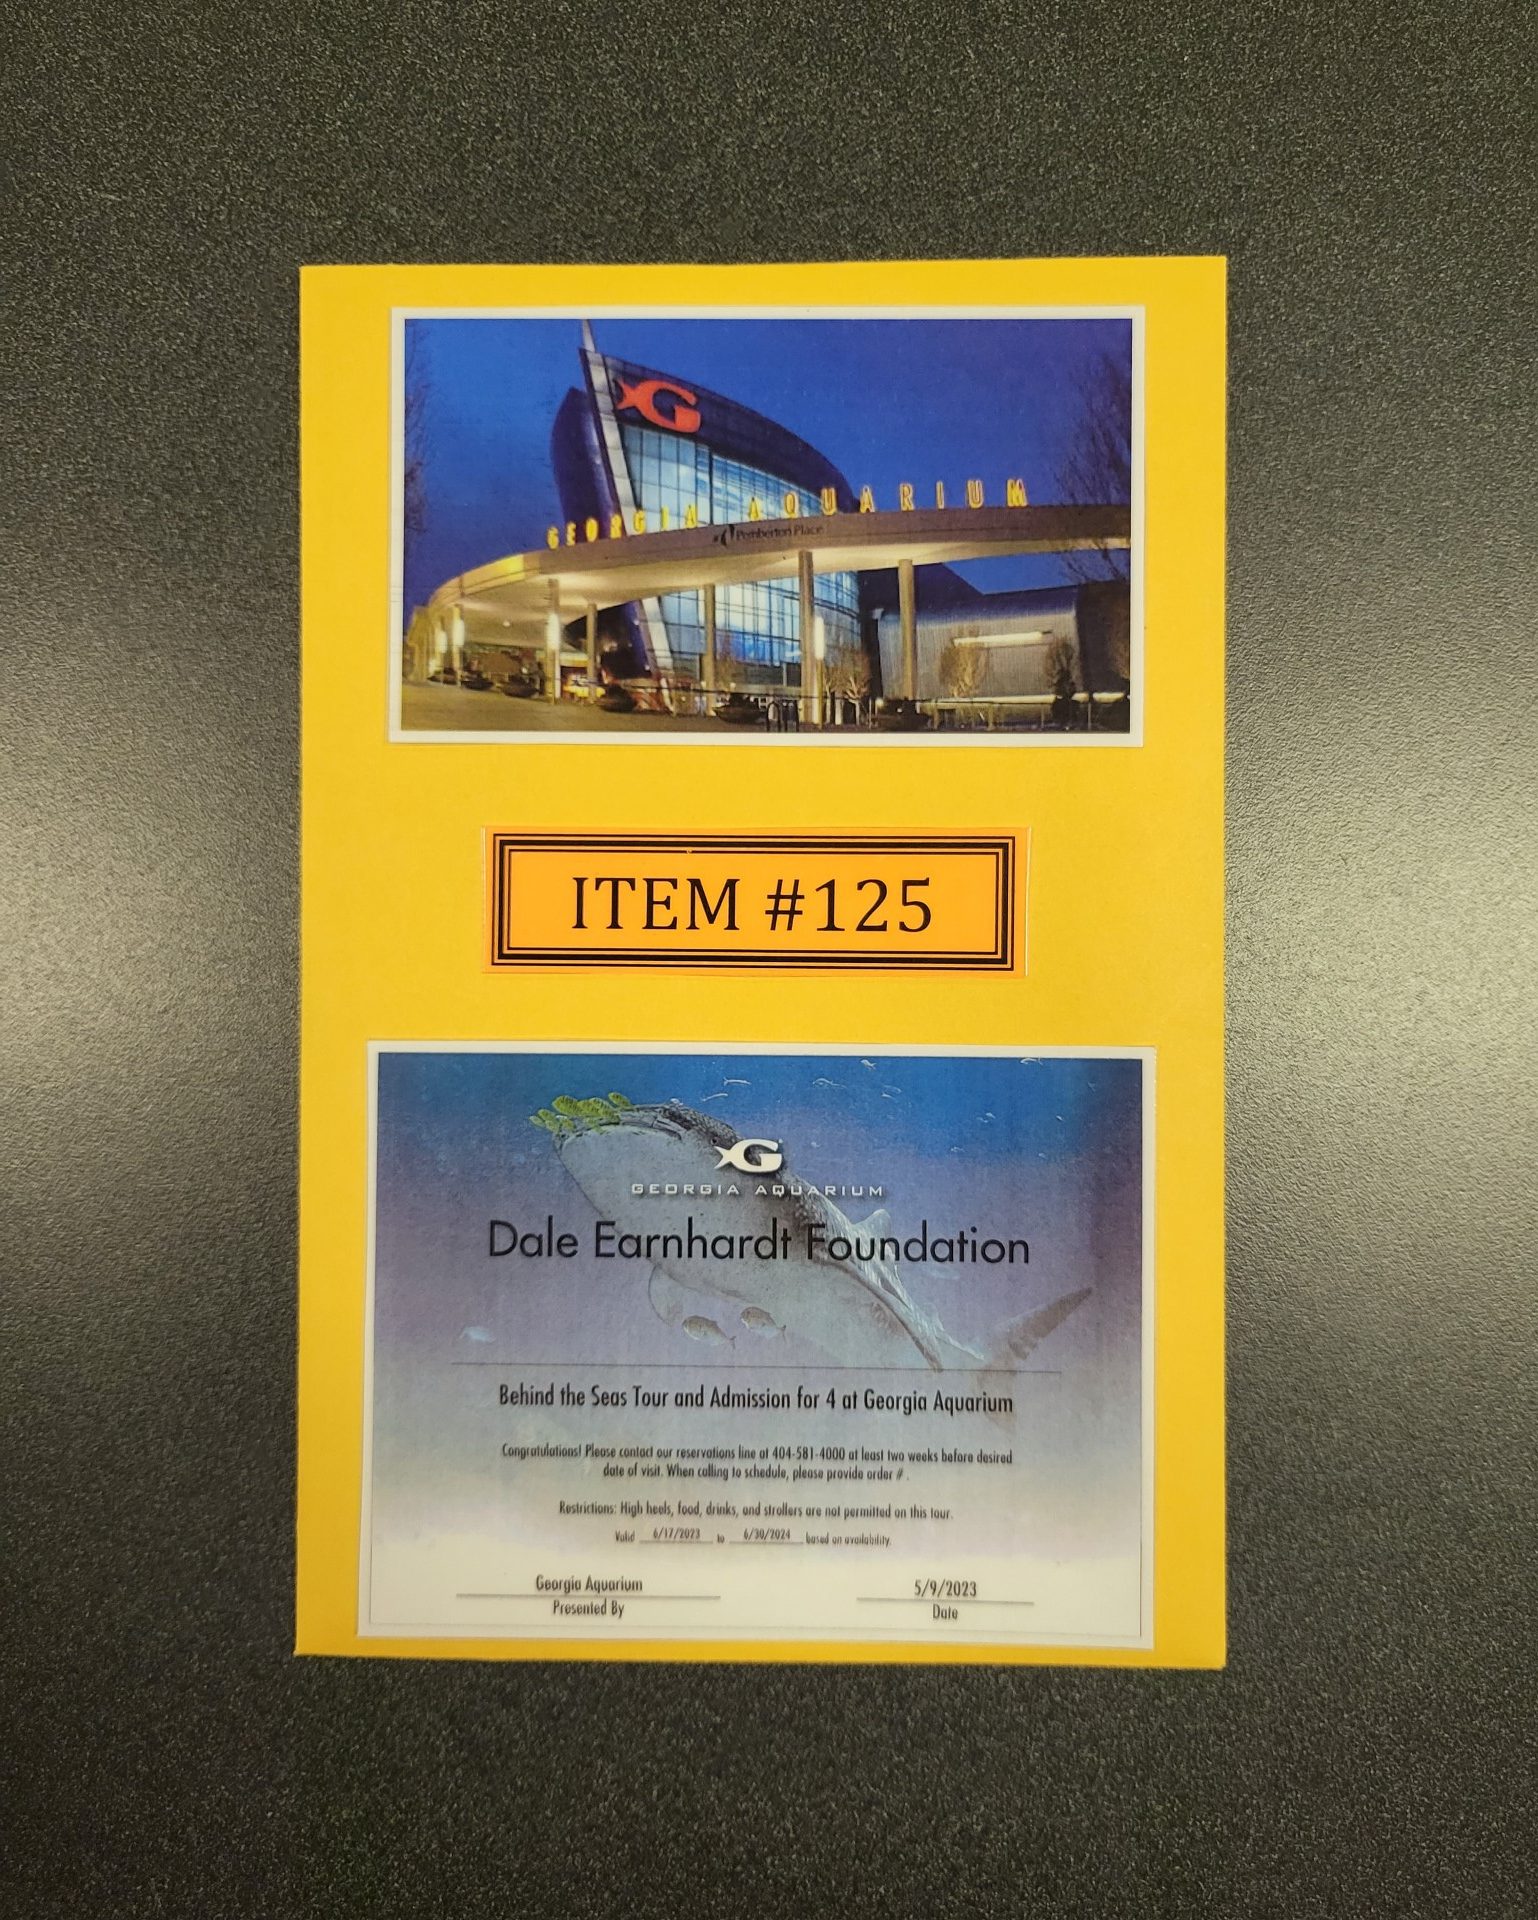 G
GEORGIA AQUARIUM
Pemberton Place
ITEM #125
G
GEORGIA AQUARIUM
Dale Earnhardt Foundation
Behind the Seas Tour and Admission for 4 at Georgia Aquarium
Congratulations! Please contact our reservations line at 404-581-4000 at least two weeks before desired
date of visit. When calling to schedule, please provide order # .
Restrictions: High heels, food, drinks, and strollers are not permitted on this tour.
Valid 6/17/2023 to 6/30/2024 based on availability.
Georgia Aquarium 5/9/2023
Presented By Date